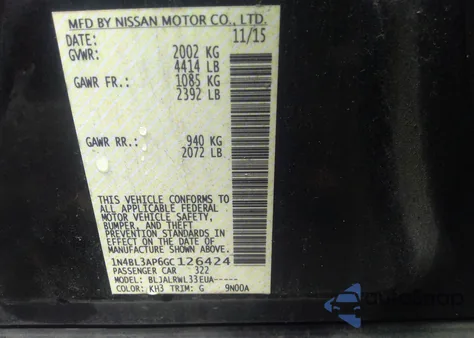 MFD BY NISSAN MOTOR CO., LTD.
DATE: 11/15
GVWR: 2002 KG
4414 LB
GAWR FR.: 1085 KG
2392 LB
GAWR RR.: 940 KG
2072 LB
THIS VEHICLE CONFORMS TO
ALL APPLICABLE FEDERAL
MOTOR VEHICLE SAFETY,
BUMPER, AND THEFT
PREVENTION STANDARDS IN
EFFECT ON THE DATE OF
MANUFACTURE SHOWN ABOVE.
1N4BL3AP6GC126424
PASSENGER CAR 322
MODEL: BLJALRWL33EUA-----
COLOR: KH3 TRIM: G 9N00A